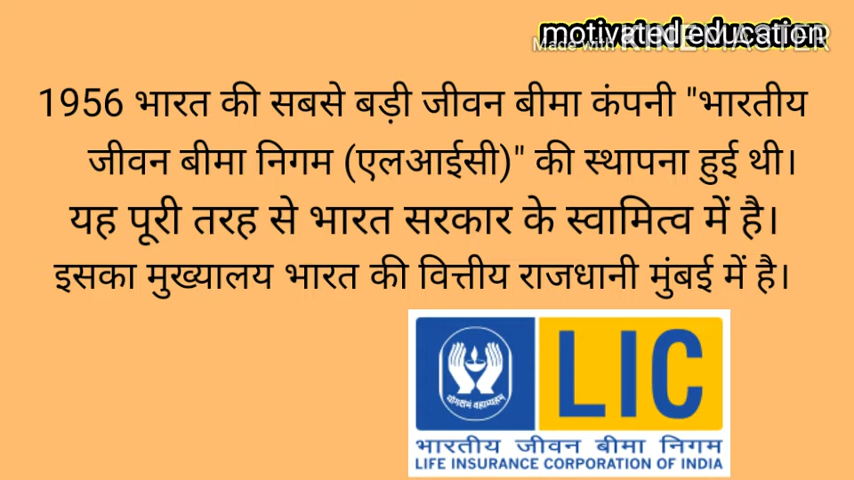 motivated education
Made with KINEMASTER
1956 भारत की सबसे बड़ी जीवन बीमा कंपनी "भारतीय
जीवन बीमा निगम (एलआईसी)" की स्थापना हुई थी।
यह पूरी तरह से भारत सरकार के स्वामित्व में है।
इसका मुख्यालय भारत की वित्तीय राजधानी मुंबई में है।
LIC
योगक्षेमं वहाम्यहम्
भारतीय जीवन बीमा निगम
LIFE INSURANCE CORPORATION OF INDIA